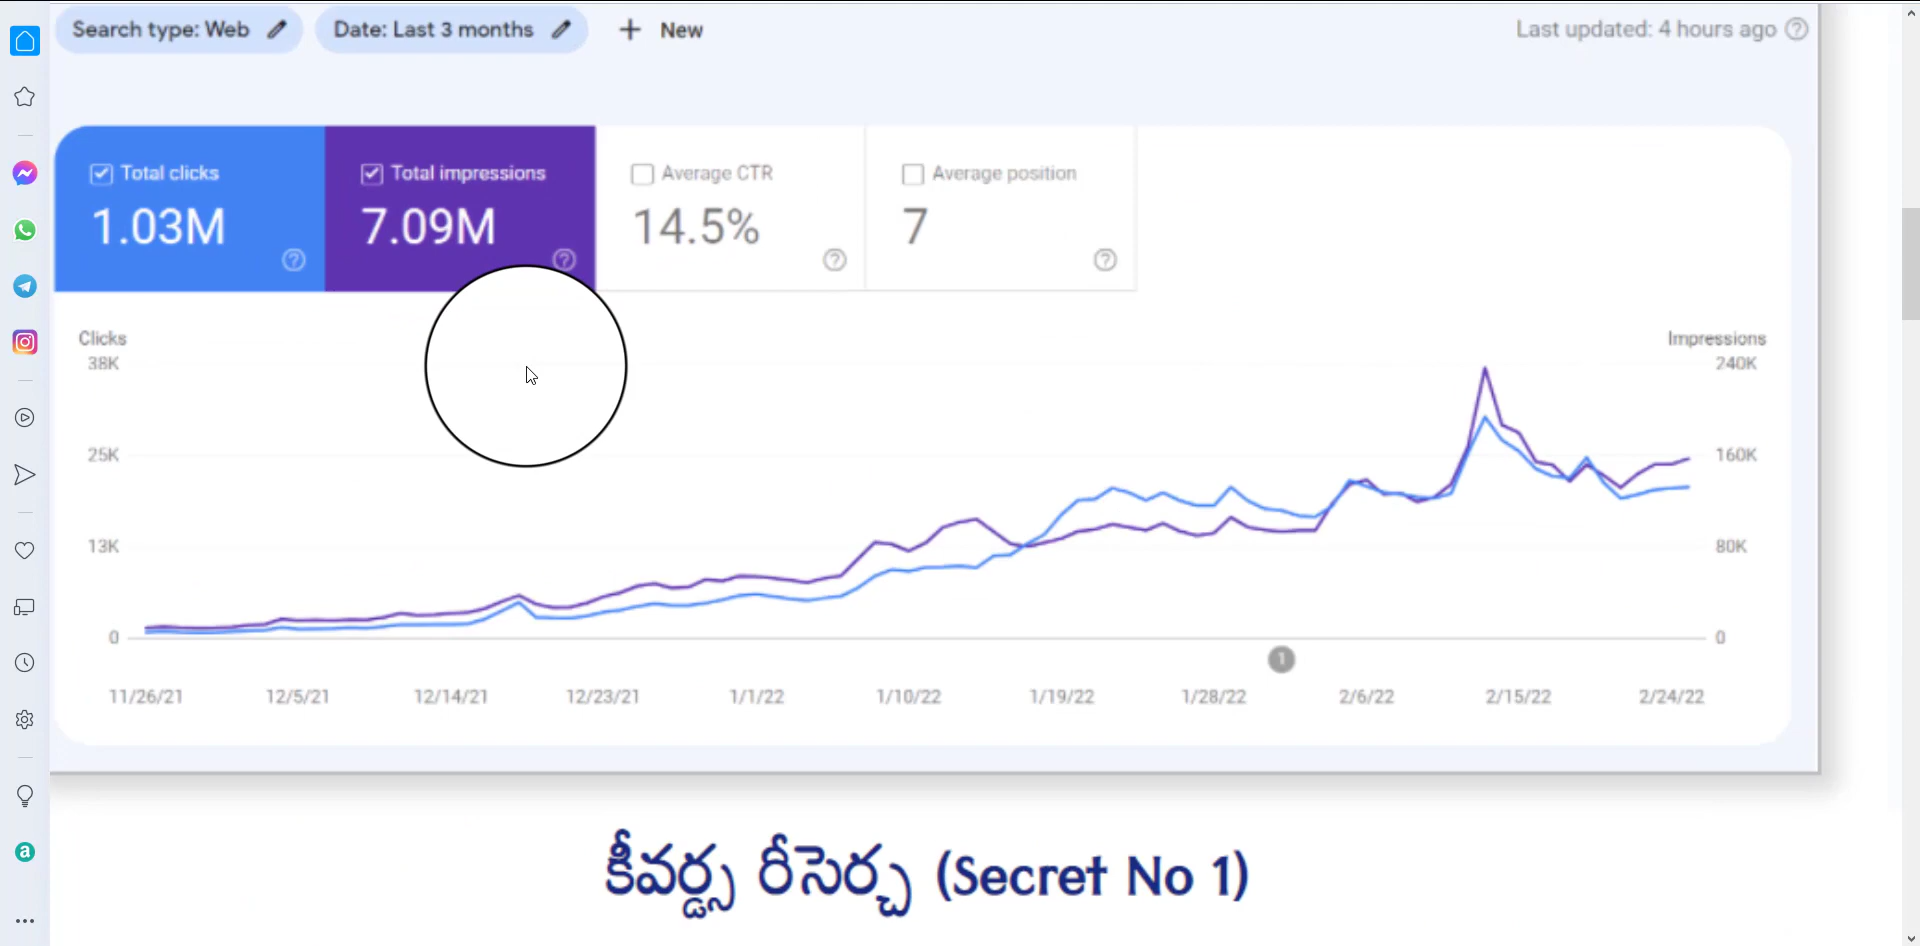 Search type: Web Date: Last 3 months + New Last updated: 4 hours ago
Total clicks Total impressions Average CTR Average position
1.03M 7.09M 14.5% 7
Clicks Impressions
38K 240K
25K 160K
13K 80K
0 0
1
11/26/21 12/5/21 12/14/21 12/23/21 1/1/22 1/10/22 1/19/22 1/28/22 2/6/22 2/15/22 2/24/22
కీవర్డ్స రీసెర్చ (Secret No 1)